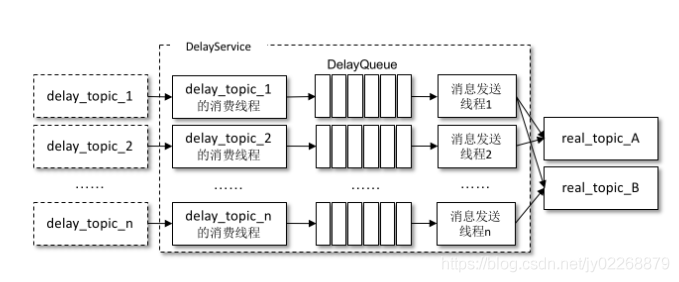 DelayService
DelayQueue
delay_topic_1
delay_topic_1
的消费线程
消息发送
线程1
delay_topic_2
delay_topic_2
的消费线程
消息发送
线程2
real_topic_A
real_topic_B
……
……
……
……
delay_topic_n
delay_topic_n
的消费线程
消息发送
线程n
https://blog.csdn.net/jy02268879